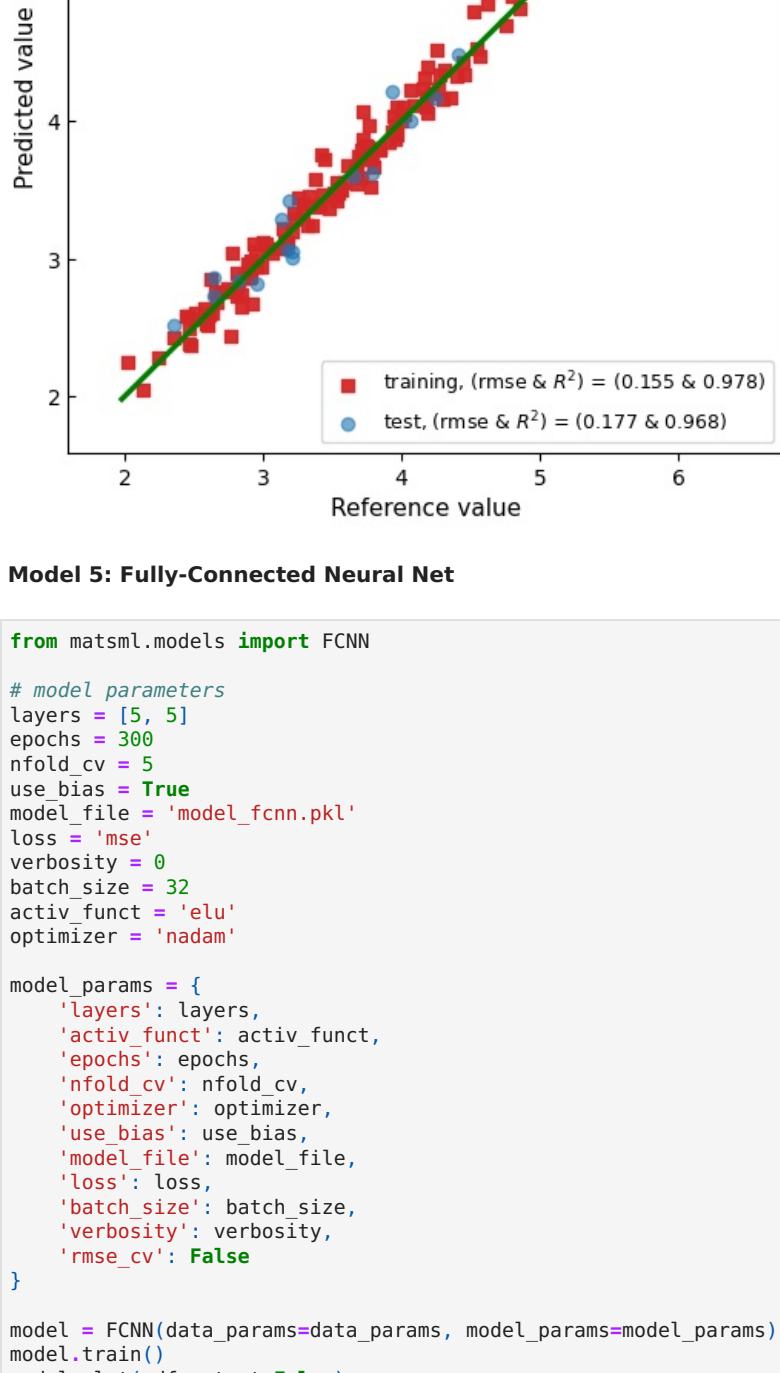 Predicted value
4
3
2
training, (rmse & R²) = (0.155 & 0.978)
test, (rmse & R²) = (0.177 & 0.968)
2 3 4 5 6
Reference value
Model 5: Fully-Connected Neural Net
from matsml.models import FCNN
# model parameters
layers = [5, 5]
epochs = 300
nfold_cv = 5
use_bias = True
model_file = 'model_fcnn.pkl'
loss = 'mse'
verbosity = 0
batch_size = 32
activ_funct = 'elu'
optimizer = 'nadam'
model_params = {
    'layers': layers,
    'activ_funct': activ_funct,
    'epochs': epochs,
    'nfold_cv': nfold_cv,
    'optimizer': optimizer,
    'use_bias': use_bias,
    'model_file': model_file,
    'loss': loss,
    'batch_size': batch_size,
    'verbosity': verbosity,
    'rmse_cv': False
}
model = FCNN(data_params=data_params, model_params=model_params)
model.train()